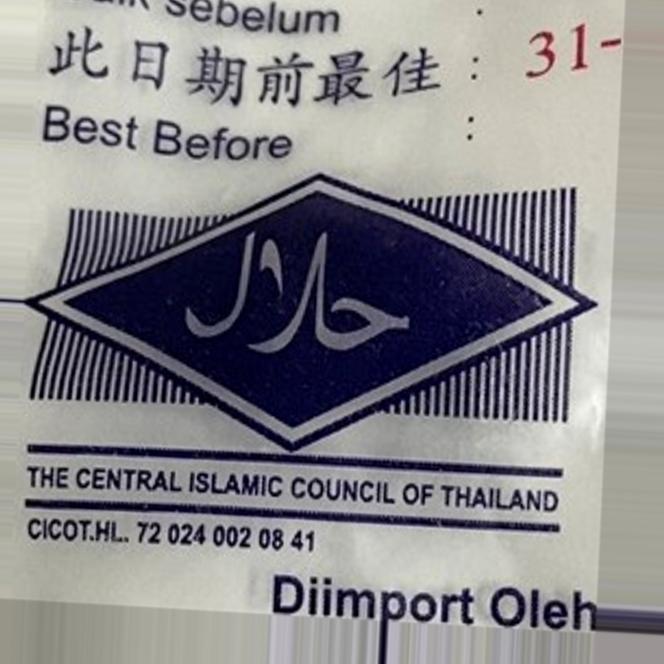 sebelum :
此日期前最佳 : 31-
Best Before :
حلال
THE CENTRAL ISLAMIC COUNCIL OF THAILAND
CICOT.HL. 72 024 002 08 41
Diimport Oleh